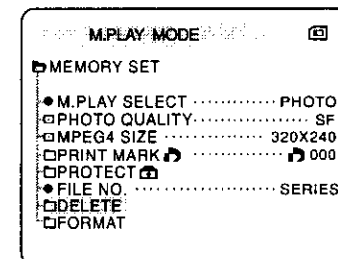 M.PLAY MODE
MEMORY SET
M.PLAY SELECT ············· PHOTO
PHOTO QUALITY ············· SF
MPEG4 SIZE ··············· 320X240
PRINT MARK ············· 000
PROTECT
FILE NO. ················· SERIES
DELETE
FORMAT